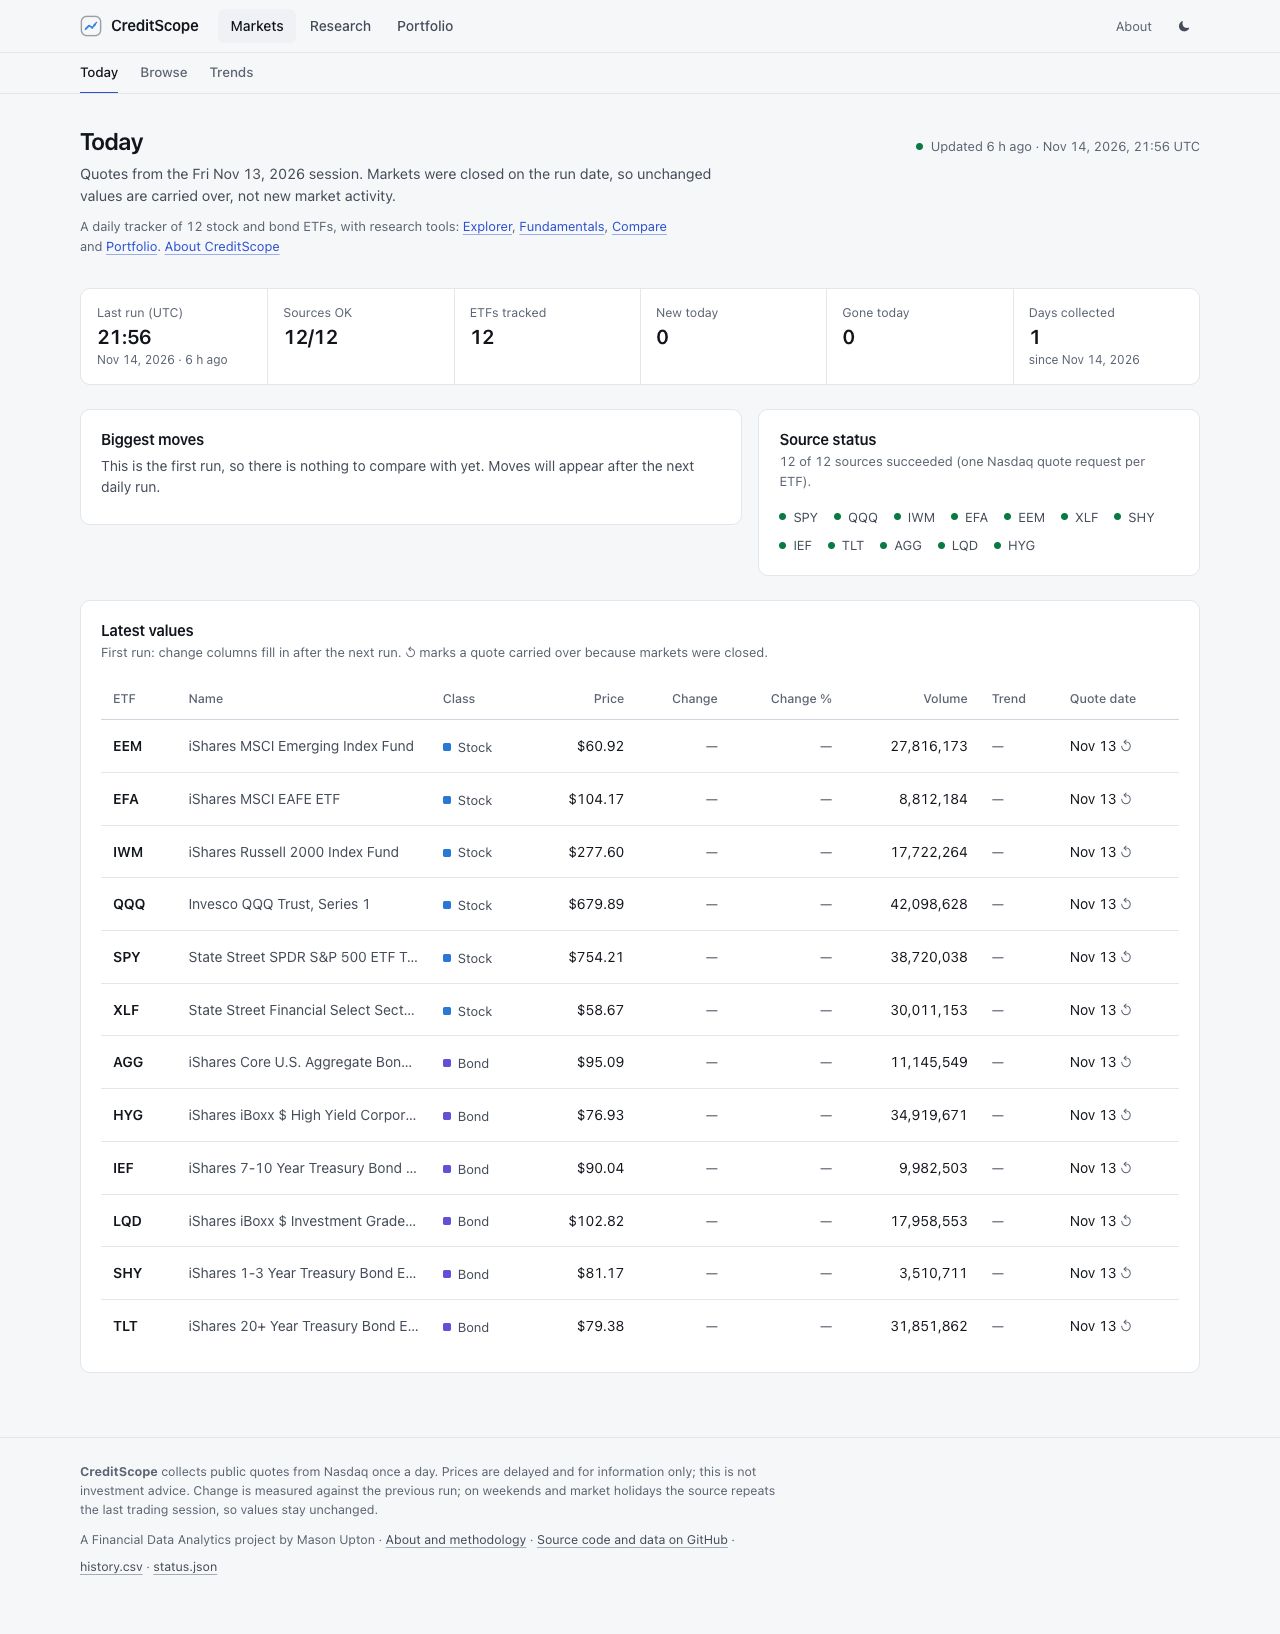 CreditScope Markets Research Portfolio About
Today Browse Trends
Today
Updated 6 h ago · Nov 14, 2026, 21:56 UTC
Quotes from the Fri Nov 13, 2026 session. Markets were closed on the run date, so unchanged
values are carried over, not new market activity.
A daily tracker of 12 stock and bond ETFs, with research tools: Explorer, Fundamentals, Compare
and Portfolio. About CreditScope
Last run (UTC)
21:56
Nov 14, 2026 · 6 h ago
Sources OK
12/12
ETFs tracked
12
New today
0
Gone today
0
Days collected
1
since Nov 14, 2026
Biggest moves
This is the first run, so there is nothing to compare with yet. Moves will appear after the next
daily run.
Source status
12 of 12 sources succeeded (one Nasdaq quote request per
ETF).
SPY QQQ IWM EFA EEM XLF SHY
IEF TLT AGG LQD HYG
Latest values
First run: change columns fill in after the next run. ↺ marks a quote carried over because markets were closed.
ETF Name Class Price Change Change % Volume Trend Quote date
EEM iShares MSCI Emerging Index Fund Stock $60.92 — — 27,816,173 — Nov 13 ↺
EFA iShares MSCI EAFE ETF Stock $104.17 — — 8,812,184 — Nov 13 ↺
IWM iShares Russell 2000 Index Fund Stock $277.60 — — 17,722,264 — Nov 13 ↺
QQQ Invesco QQQ Trust, Series 1 Stock $679.89 — — 42,098,628 — Nov 13 ↺
SPY State Street SPDR S&P 500 ETF T... Stock $754.21 — — 38,720,038 — Nov 13 ↺
XLF State Street Financial Select Sect... Stock $58.67 — — 30,011,153 — Nov 13 ↺
AGG iShares Core U.S. Aggregate Bon... Bond $95.09 — — 11,145,549 — Nov 13 ↺
HYG iShares iBoxx $ High Yield Corpor... Bond $76.93 — — 34,919,671 — Nov 13 ↺
IEF iShares 7-10 Year Treasury Bond ... Bond $90.04 — — 9,982,503 — Nov 13 ↺
LQD iShares iBoxx $ Investment Grade... Bond $102.82 — — 17,958,553 — Nov 13 ↺
SHY iShares 1-3 Year Treasury Bond E... Bond $81.17 — — 3,510,711 — Nov 13 ↺
TLT iShares 20+ Year Treasury Bond E... Bond $79.38 — — 31,851,862 — Nov 13 ↺
CreditScope collects public quotes from Nasdaq once a day. Prices are delayed and for information only; this is not
investment advice. Change is measured against the previous run; on weekends and market holidays the source repeats
the last trading session, so values stay unchanged.
A Financial Data Analytics project by Mason Upton · About and methodology · Source code and data on GitHub ·
history.csv · status.json